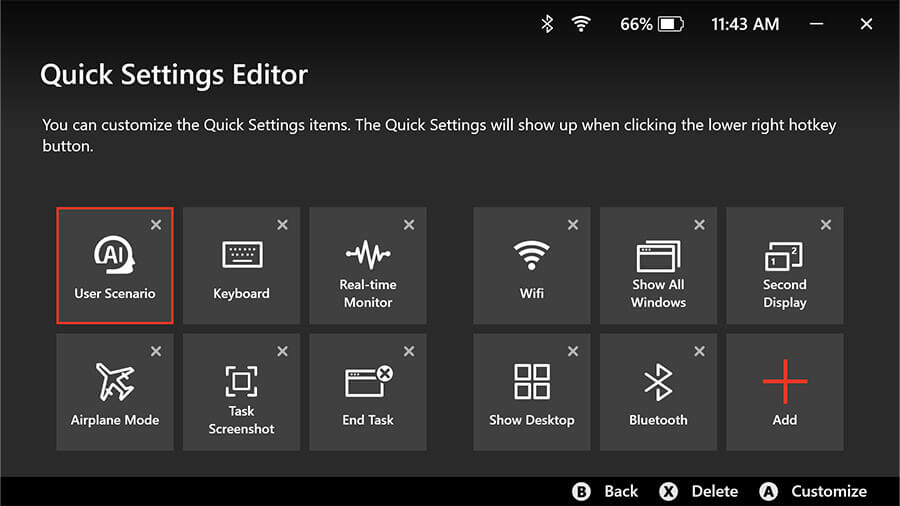 66% 11:43 AM
Quick Settings Editor
You can customize the Quick Settings items. The Quick Settings will show up when clicking the lower right hotkey
button.
AI
User Scenario
Keyboard
Real-time
Monitor
Wifi
Show All
Windows
1 2
Second
Display
Airplane Mode
Task
Screenshot
End Task
Show Desktop
Bluetooth
Add
B Back X Delete A Customize